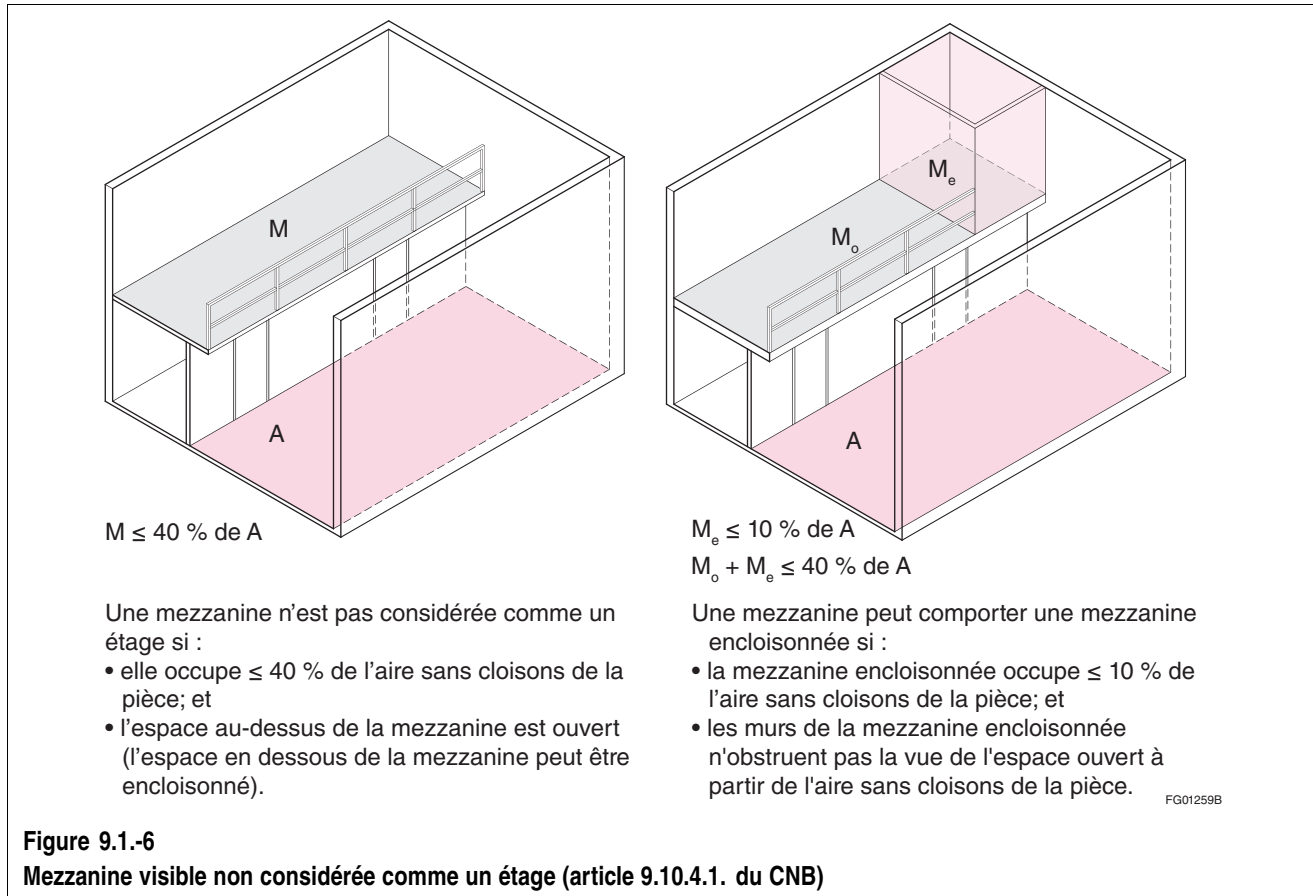 M
A
M ≤ 40 % de A
Une mezzanine n’est pas considérée comme un
étage si :
• elle occupe ≤ 40 % de l’aire sans cloisons de la
pièce; et
• l’espace au-dessus de la mezzanine est ouvert
(l’espace en dessous de la mezzanine peut être
encloisonné).
Me
Mo
A
Me ≤ 10 % de A
Mo + Me ≤ 40 % de A
Une mezzanine peut comporter une mezzanine
encloisonnée si :
• la mezzanine encloisonnée occupe ≤ 10 % de
l’aire sans cloisons de la pièce; et
• les murs de la mezzanine encloisonnée
n'obstruent pas la vue de l'espace ouvert à
partir de l'aire sans cloisons de la pièce.
FG01259B
Figure 9.1.-6
Mezzanine visible non considérée comme un étage (article 9.10.4.1. du CNB)